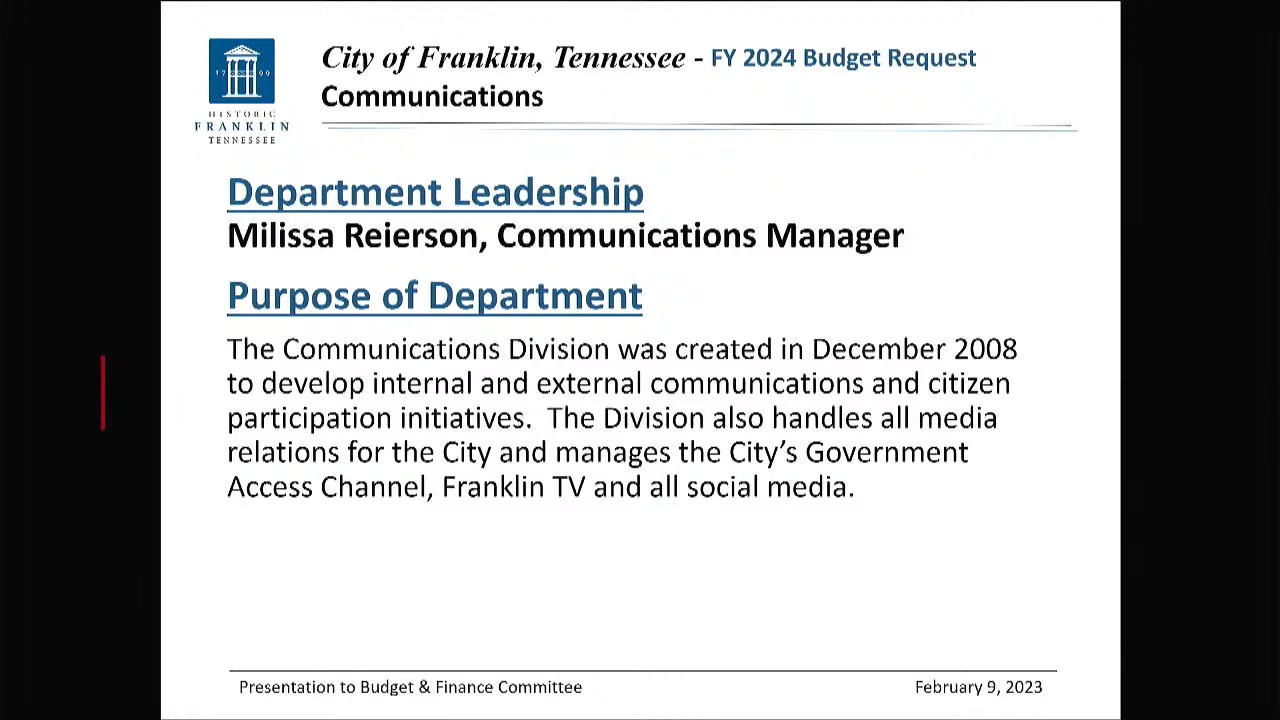 City of Franklin, Tennessee - FY 2024 Budget Request
Communications
17 99
HISTORIC
FRANKLIN
TENNESSEE
Department Leadership
Milissa Reierson, Communications Manager
Purpose of Department
The Communications Division was created in December 2008
to develop internal and external communications and citizen
participation initiatives.  The Division also handles all media
relations for the City and manages the City’s Government
Access Channel, Franklin TV and all social media.
Presentation to Budget & Finance Committee
February 9, 2023